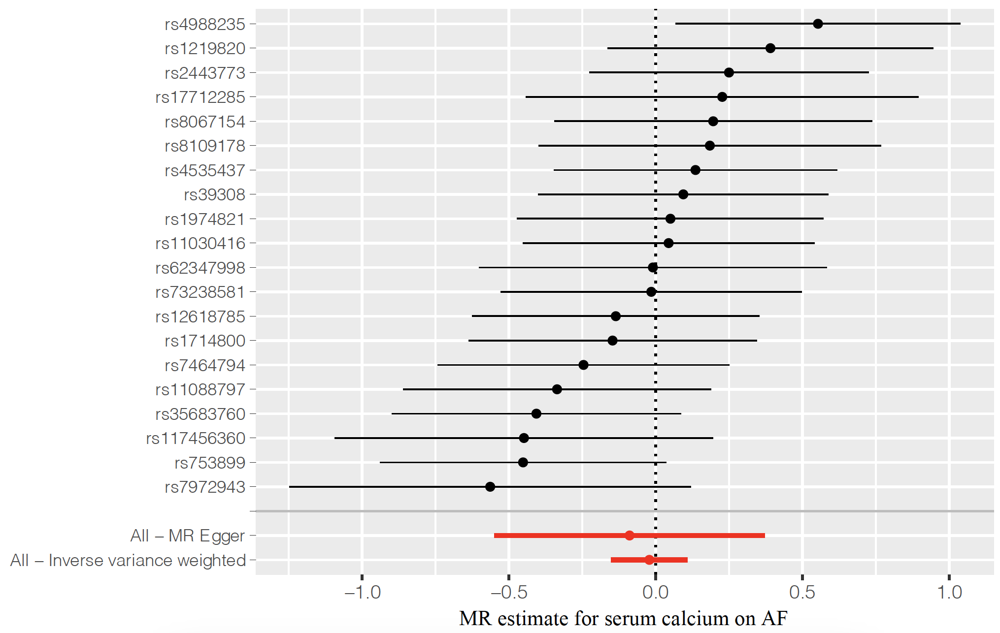 rs4988235
rs1219820
rs2443773
rs17712285
rs8067154
rs8109178
rs4535437
rs39308
rs1974821
rs11030416
rs62347998
rs73238581
rs12618785
rs1714800
rs7464794
rs11088797
rs35683760
rs117456360
rs753899
rs7972943
All – MR Egger
All – Inverse variance weighted
−1.0 −0.5 0.0 0.5 1.0
MR estimate for serum calcium on AF